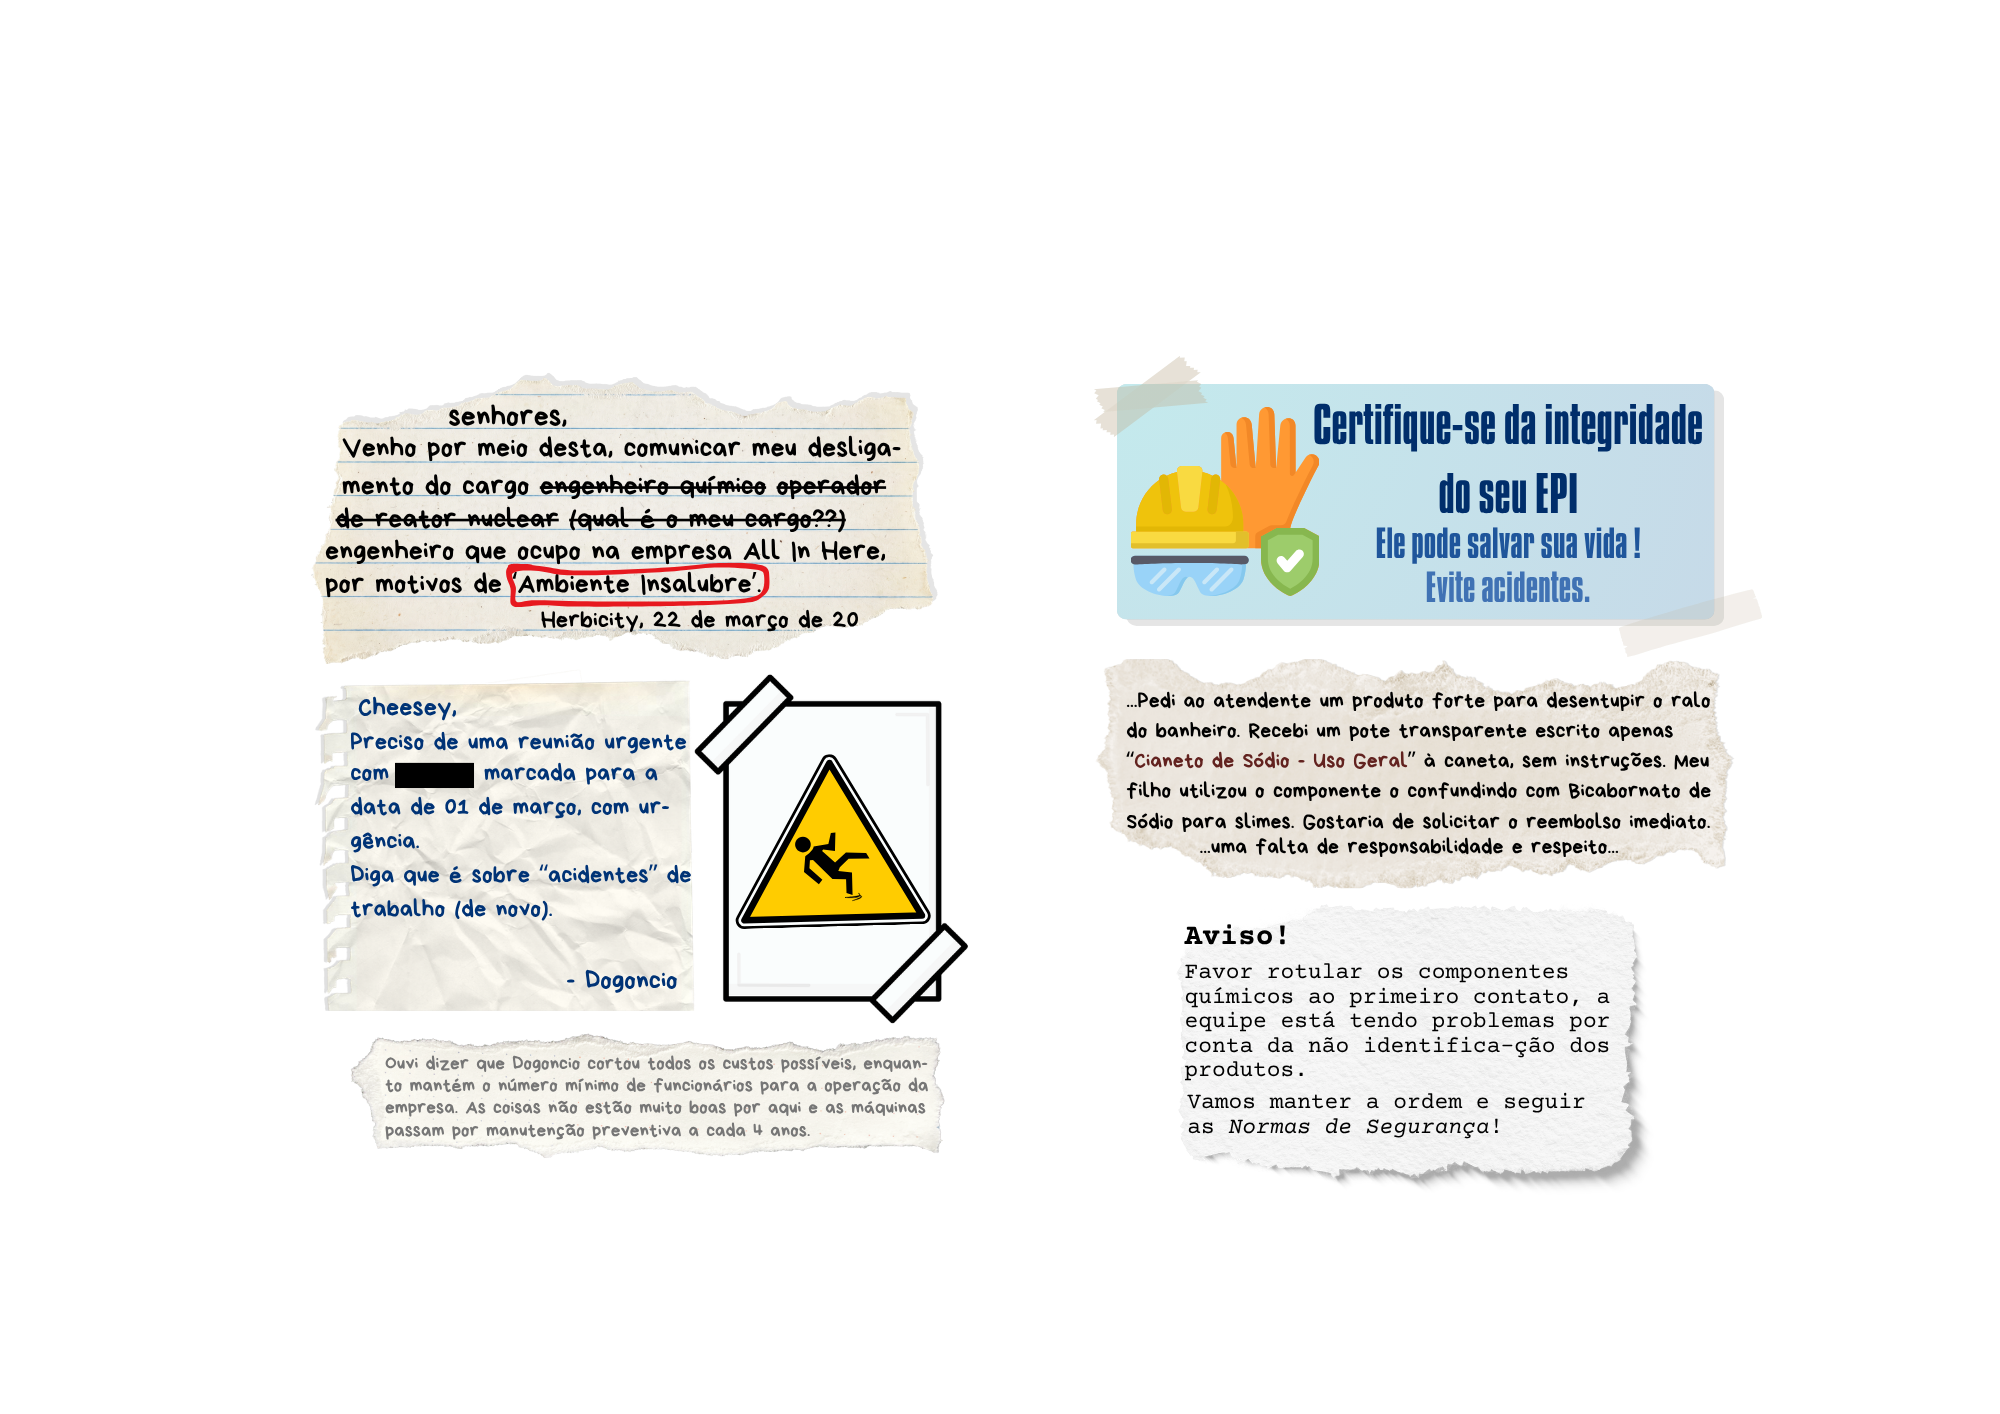 senhores,
Venho por meio desta, comunicar meu desliga-
mento do cargo engenheiro químico operador
de reator nuclear (qual é o meu cargo??)
engenheiro que ocupo na empresa All In Here,
por motivos de 'Ambiente Insalubre'.
Herbicity, 22 de março de 20
Cheesey,
Preciso de uma reunião urgente
com marcada para a
data de 01 de março, com ur-
gência.
Diga que é sobre “acidentes” de
trabalho (de novo).
- Dogoncio
Ouvi dizer que Dogoncio cortou todos os custos possíveis, enquan-
to mantém o número mínimo de funcionários para a operação da
empresa. As coisas não estão muito boas por aqui e as máquinas
passam por manutenção preventiva a cada 4 anos.
Certifique-se da integridade
do seu EPI
Ele pode salvar sua vida !
Evite acidentes.
...Pedi ao atendente um produto forte para desentupir o ralo
do banheiro. Recebi um pote transparente escrito apenas
“Cianeto de Sódio - Uso Geral” à caneta, sem instruções. Meu
filho utilizou o componente o confundindo com Bicabornato de
Sódio para slimes. Gostaria de solicitar o reembolso imediato.
...uma falta de responsabilidade e respeito...
Aviso!
Favor rotular os componentes
químicos ao primeiro contato, a
equipe está tendo problemas por
conta da não identifica-ção dos
produtos.
Vamos manter a ordem e seguir
as Normas de Segurança!